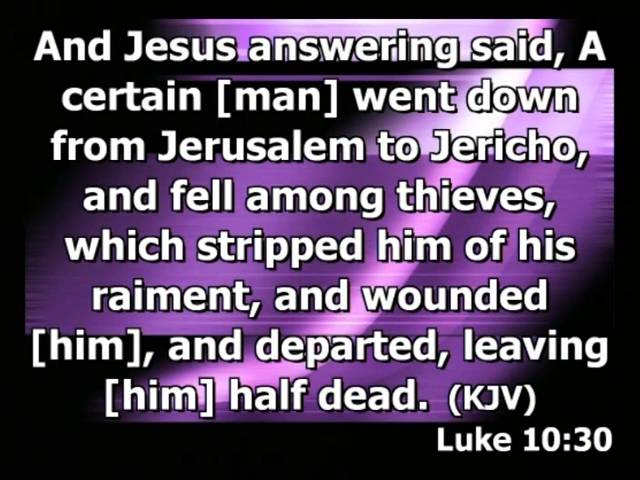 And Jesus answering said, A
certain [man] went down
from Jerusalem to Jericho,
and fell among thieves,
which stripped him of his
raiment, and wounded
[him], and departed, leaving
[him] half dead. (KJV)
Luke 10:30